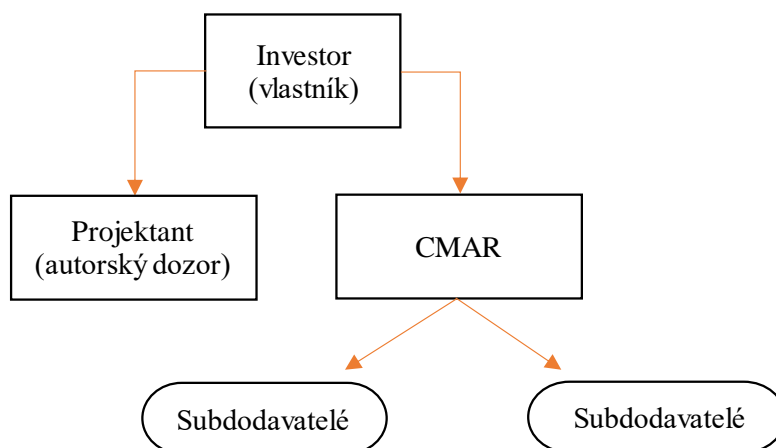 Investor
(vlastník)
Projektant
(autorský dozor)
CMAR
Subdodavatelé
Subdodavatelé